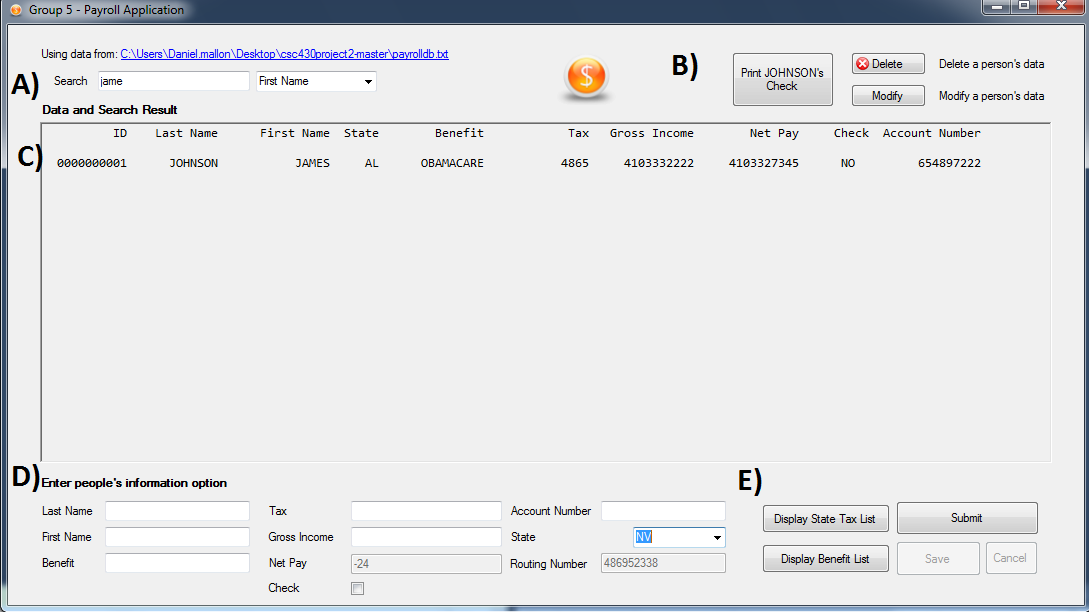 Group 5 - Payroll Application
Using data from: C:\Users\Daniel.mallon\Desktop\csc430project2-master\payrolldb.txt
A) Search jame First Name
B) Print JOHNSON's Check
Delete Delete a person's data
Modify Modify a person's data
Data and Search Result
ID Last Name First Name State Benefit Tax Gross Income Net Pay Check Account Number
C) 0000000001 JOHNSON JAMES AL OBAMACARE 4865 4103332222 4103327345 NO 654897222
D) Enter people's information option
Last Name Tax Account Number
First Name Gross Income State NV
Benefit Net Pay -24 Routing Number 486952338
Check
E)
Display State Tax List Submit
Display Benefit List Save Cancel